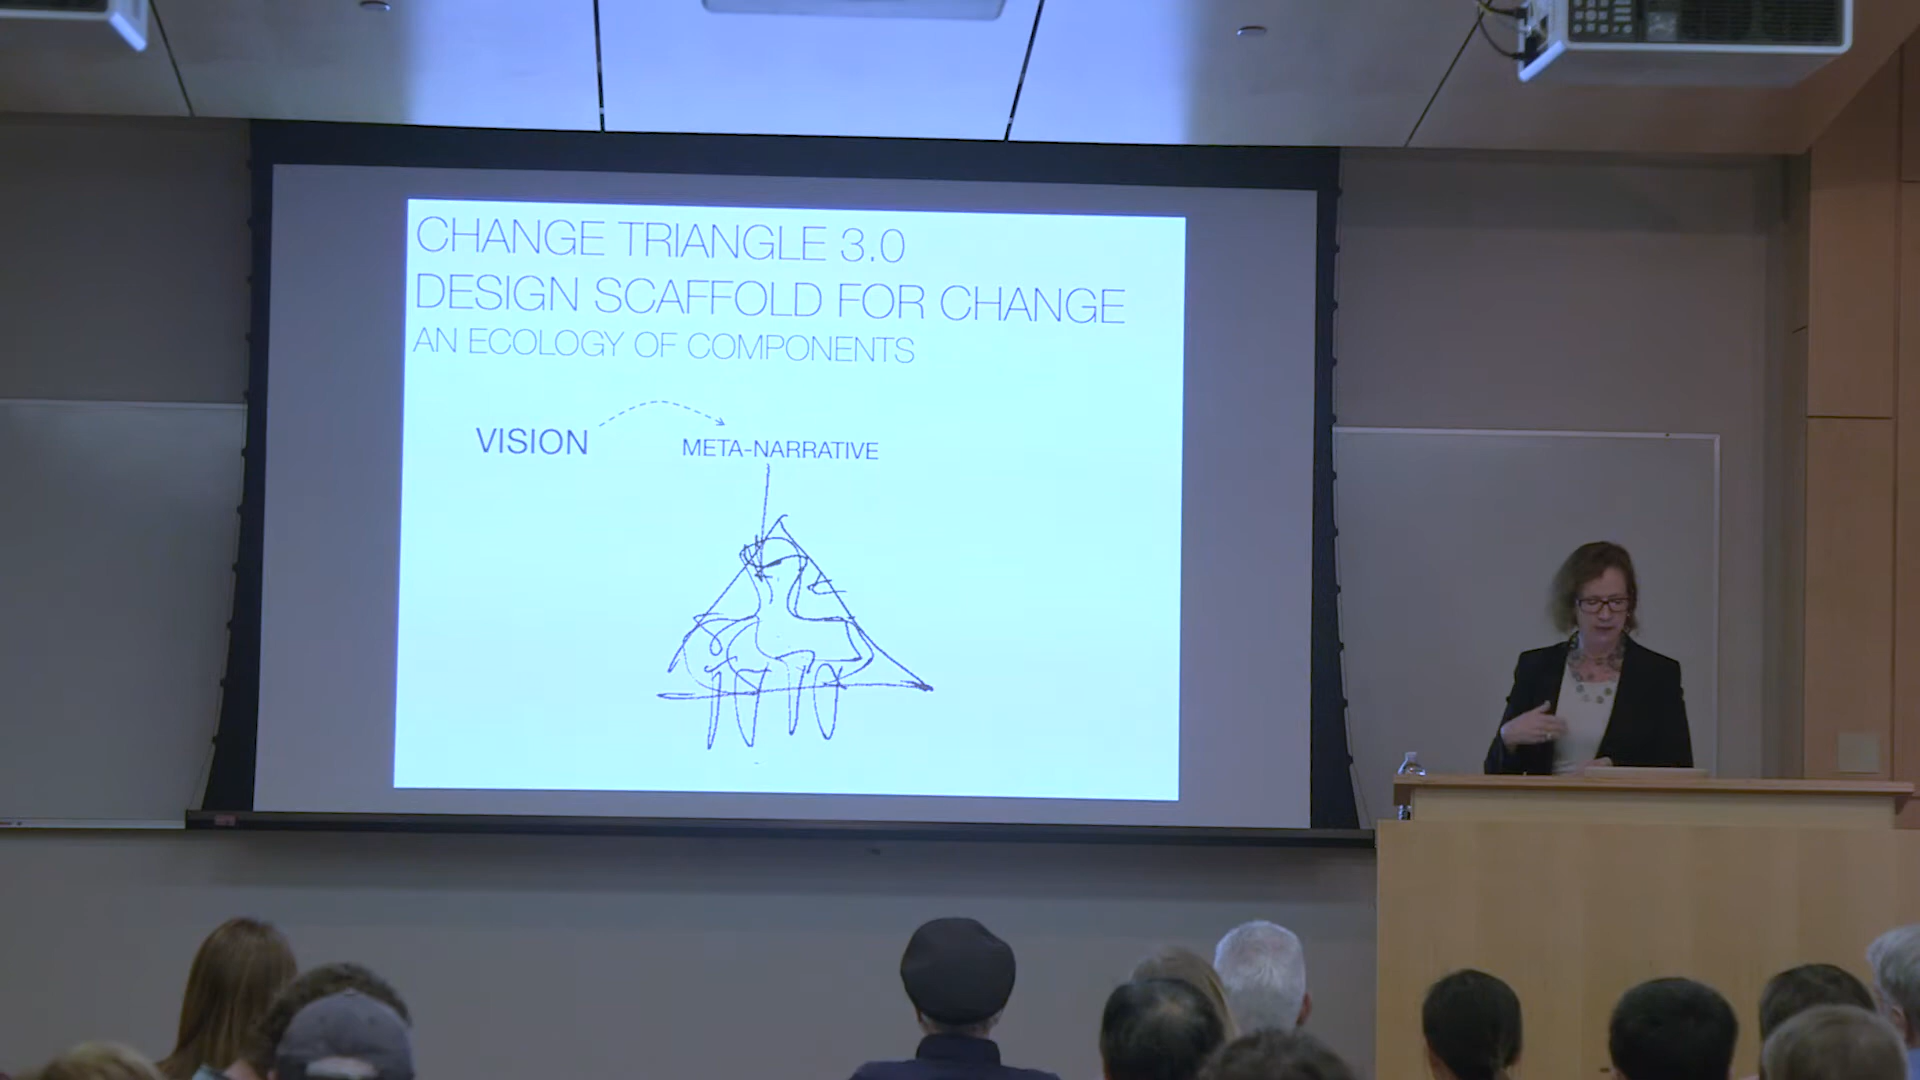 CHANGE TRIANGLE 3.0
DESIGN SCAFFOLD FOR CHANGE
AN ECOLOGY OF COMPONENTS
VISION
META-NARRATIVE